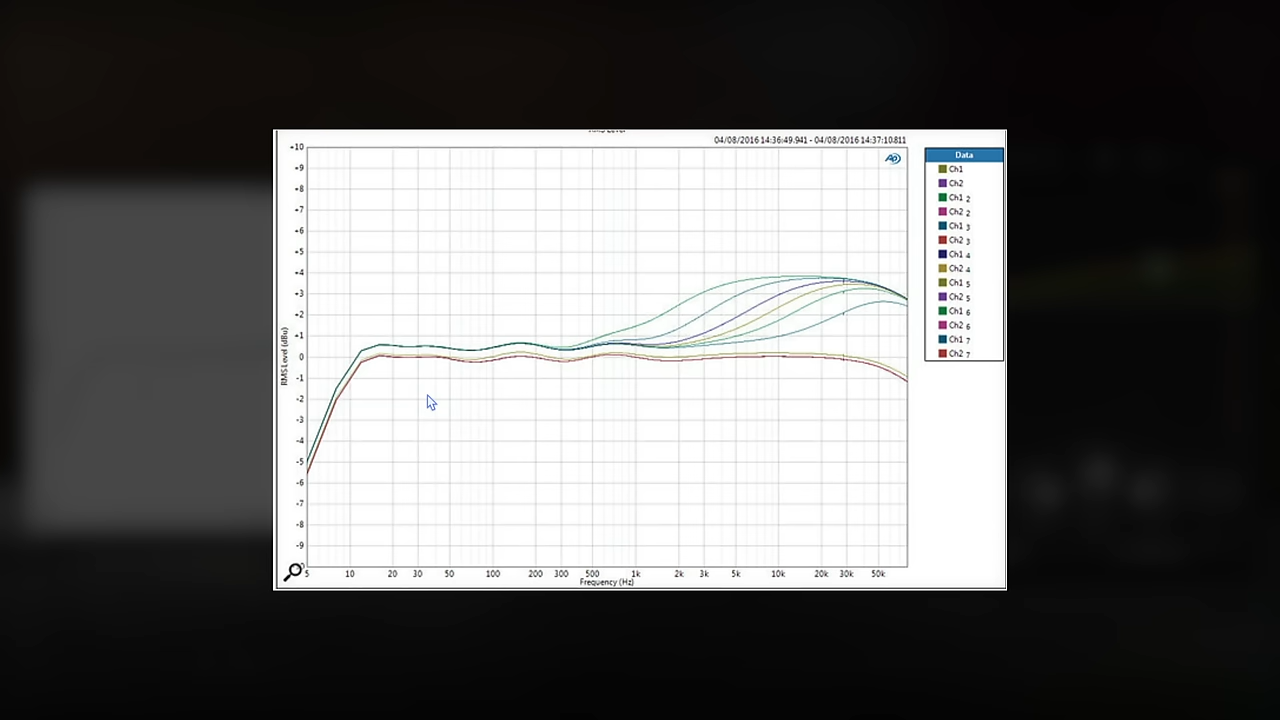 RMS Level
04/08/2016 14:36:49.941 - 04/08/2016 14:37:10.811
+10
+9
+8
+7
+6
+5
+4
+3
+2
+1
0
-1
-2
-3
-4
-5
-6
-7
-8
-9
RMS Level (dBu)
5 10 20 30 50 100 200 300 500 1k 2k 3k 5k 10k 20k 30k 50k
Frequency (Hz)
Ap
Data
Ch1
Ch2
Ch1 2
Ch2 2
Ch1 3
Ch2 3
Ch1 4
Ch2 4
Ch1 5
Ch2 5
Ch1 6
Ch2 6
Ch1 7
Ch2 7